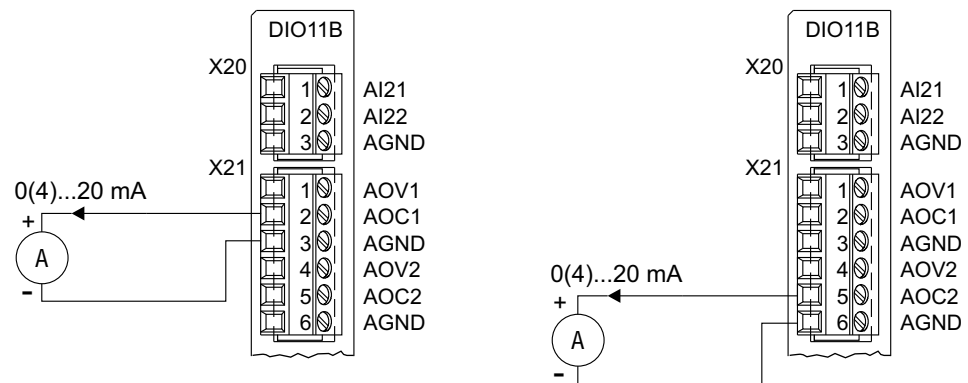 DIO11B
X20
1 AI21
2 AI22
3 AGND
X21
1 AOV1
0(4)...20 mA
2 AOC1
+
3 AGND
A
4 AOV2
-
5 AOC2
6 AGND
DIO11B
X20
1 AI21
2 AI22
3 AGND
X21
1 AOV1
2 AOC1
3 AGND
4 AOV2
0(4)...20 mA
5 AOC2
+
6 AGND
A
-